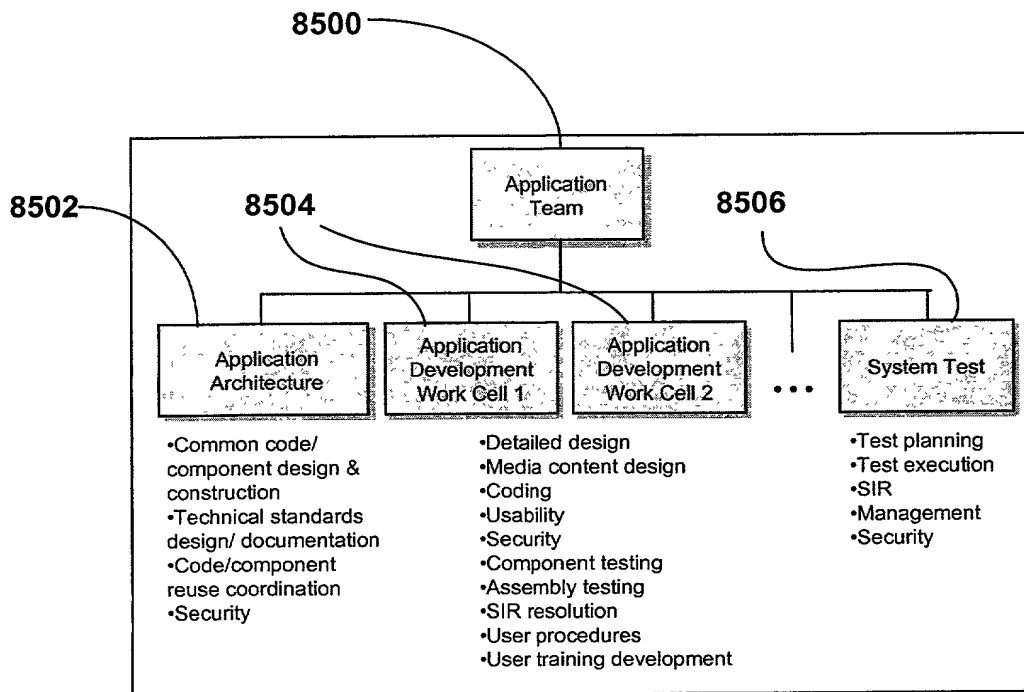 8500
8502
8504
8506
Application
Team
Application
Architecture
Application
Development
Work Cell 1
Application
Development
Work Cell 2
...
System Test
•Common code/
component design &
construction
•Technical standards
design/ documentation
•Code/component
reuse coordination
•Security
•Detailed design
•Media content design
•Coding
•Usability
•Security
•Component testing
•Assembly testing
•SIR resolution
•User procedures
•User training development
•Test planning
•Test execution
•SIR
•Management
•Security